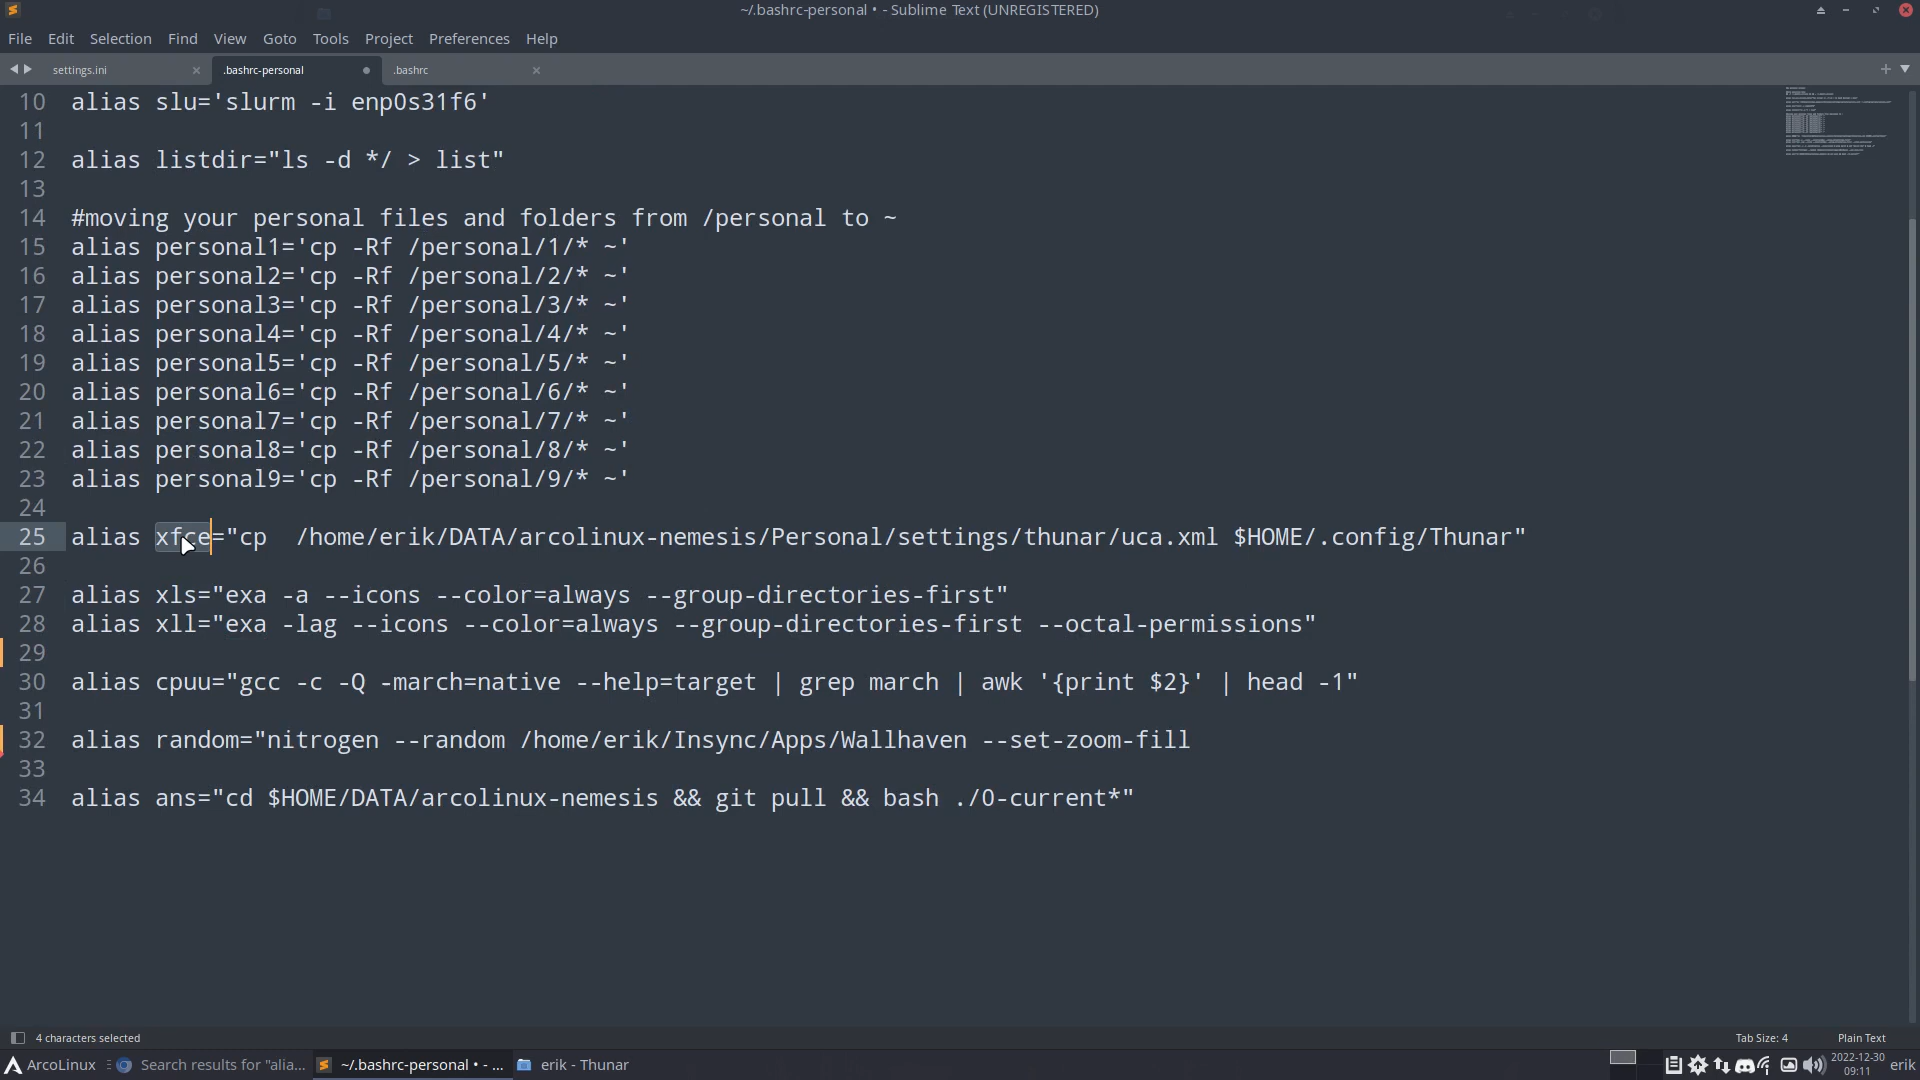 ~/.bashrc-personal • - Sublime Text (UNREGISTERED)
File Edit Selection Find View Goto Tools Project Preferences Help
settings.ini .bashrc-personal .bashrc
10 alias slu='slurm -i enp0s31f6'
11
12 alias listdir="ls -d */ > list"
13
14 #moving your personal files and folders from /personal to ~
15 alias personal1='cp -Rf /personal/1/* ~'
16 alias personal2='cp -Rf /personal/2/* ~'
17 alias personal3='cp -Rf /personal/3/* ~'
18 alias personal4='cp -Rf /personal/4/* ~'
19 alias personal5='cp -Rf /personal/5/* ~'
20 alias personal6='cp -Rf /personal/6/* ~'
21 alias personal7='cp -Rf /personal/7/* ~'
22 alias personal8='cp -Rf /personal/8/* ~'
23 alias personal9='cp -Rf /personal/9/* ~'
24
25 alias xfce="cp  /home/erik/DATA/arcolinux-nemesis/Personal/settings/thunar/uca.xml $HOME/.config/Thunar"
26
27 alias xls="exa -a --icons --color=always --group-directories-first"
28 alias xll="exa -lag --icons --color=always --group-directories-first --octal-permissions"
29
30 alias cpuu="gcc -c -Q -march=native --help=target | grep march | awk '{print $2}' | head -1"
31
32 alias random="nitrogen --random /home/erik/Insync/Apps/Wallhaven --set-zoom-fill
33
34 alias ans="cd $HOME/DATA/arcolinux-nemesis && git pull && bash ./0-current*"
4 characters selected Tab Size: 4 Plain Text
ArcoLinux Search results for "alia... ~/.bashrc-personal • - ... erik - Thunar 2022-12-30 erik
09:11